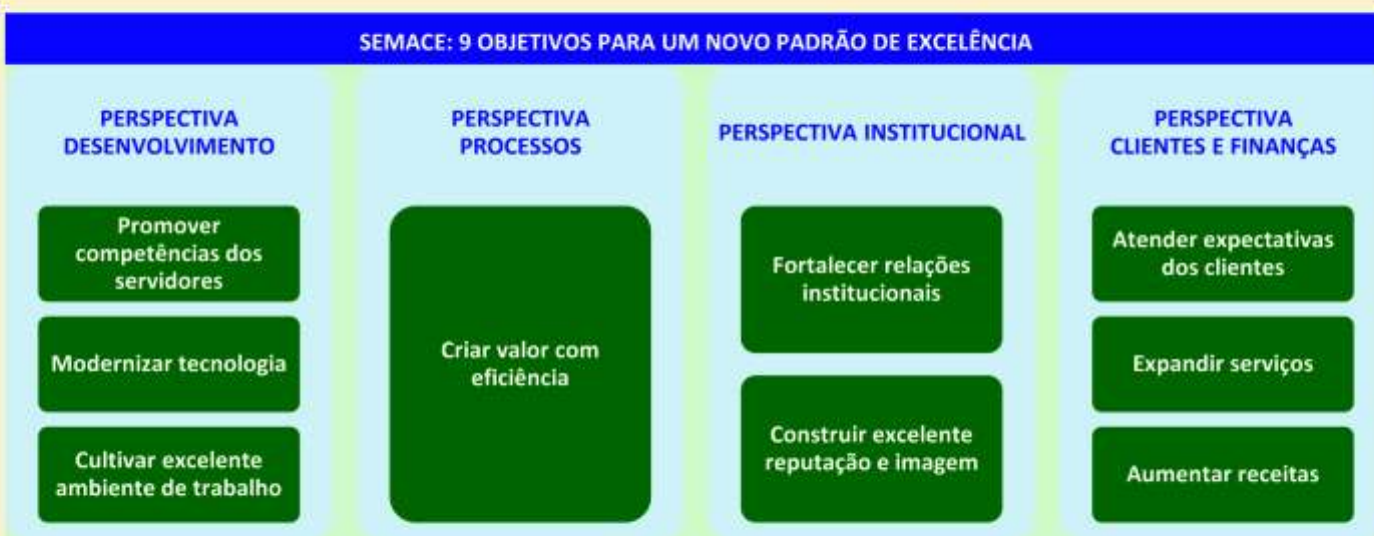 SEMACE: 9 OBJETIVOS PARA UM NOVO PADRÃO DE EXCELÊNCIA
PERSPECTIVA
DESENVOLVIMENTO
Promover
competências dos
servidores
Modernizar tecnologia
Cultivar excelente
ambiente de trabalho
PERSPECTIVA
PROCESSOS
Criar valor com
eficiência
PERSPECTIVA INSTITUCIONAL
Fortalecer relações
institucionais
Construir excelente
reputação e imagem
PERSPECTIVA
CLIENTES E FINANÇAS
Atender expectativas
dos clientes
Expandir serviços
Aumentar receitas